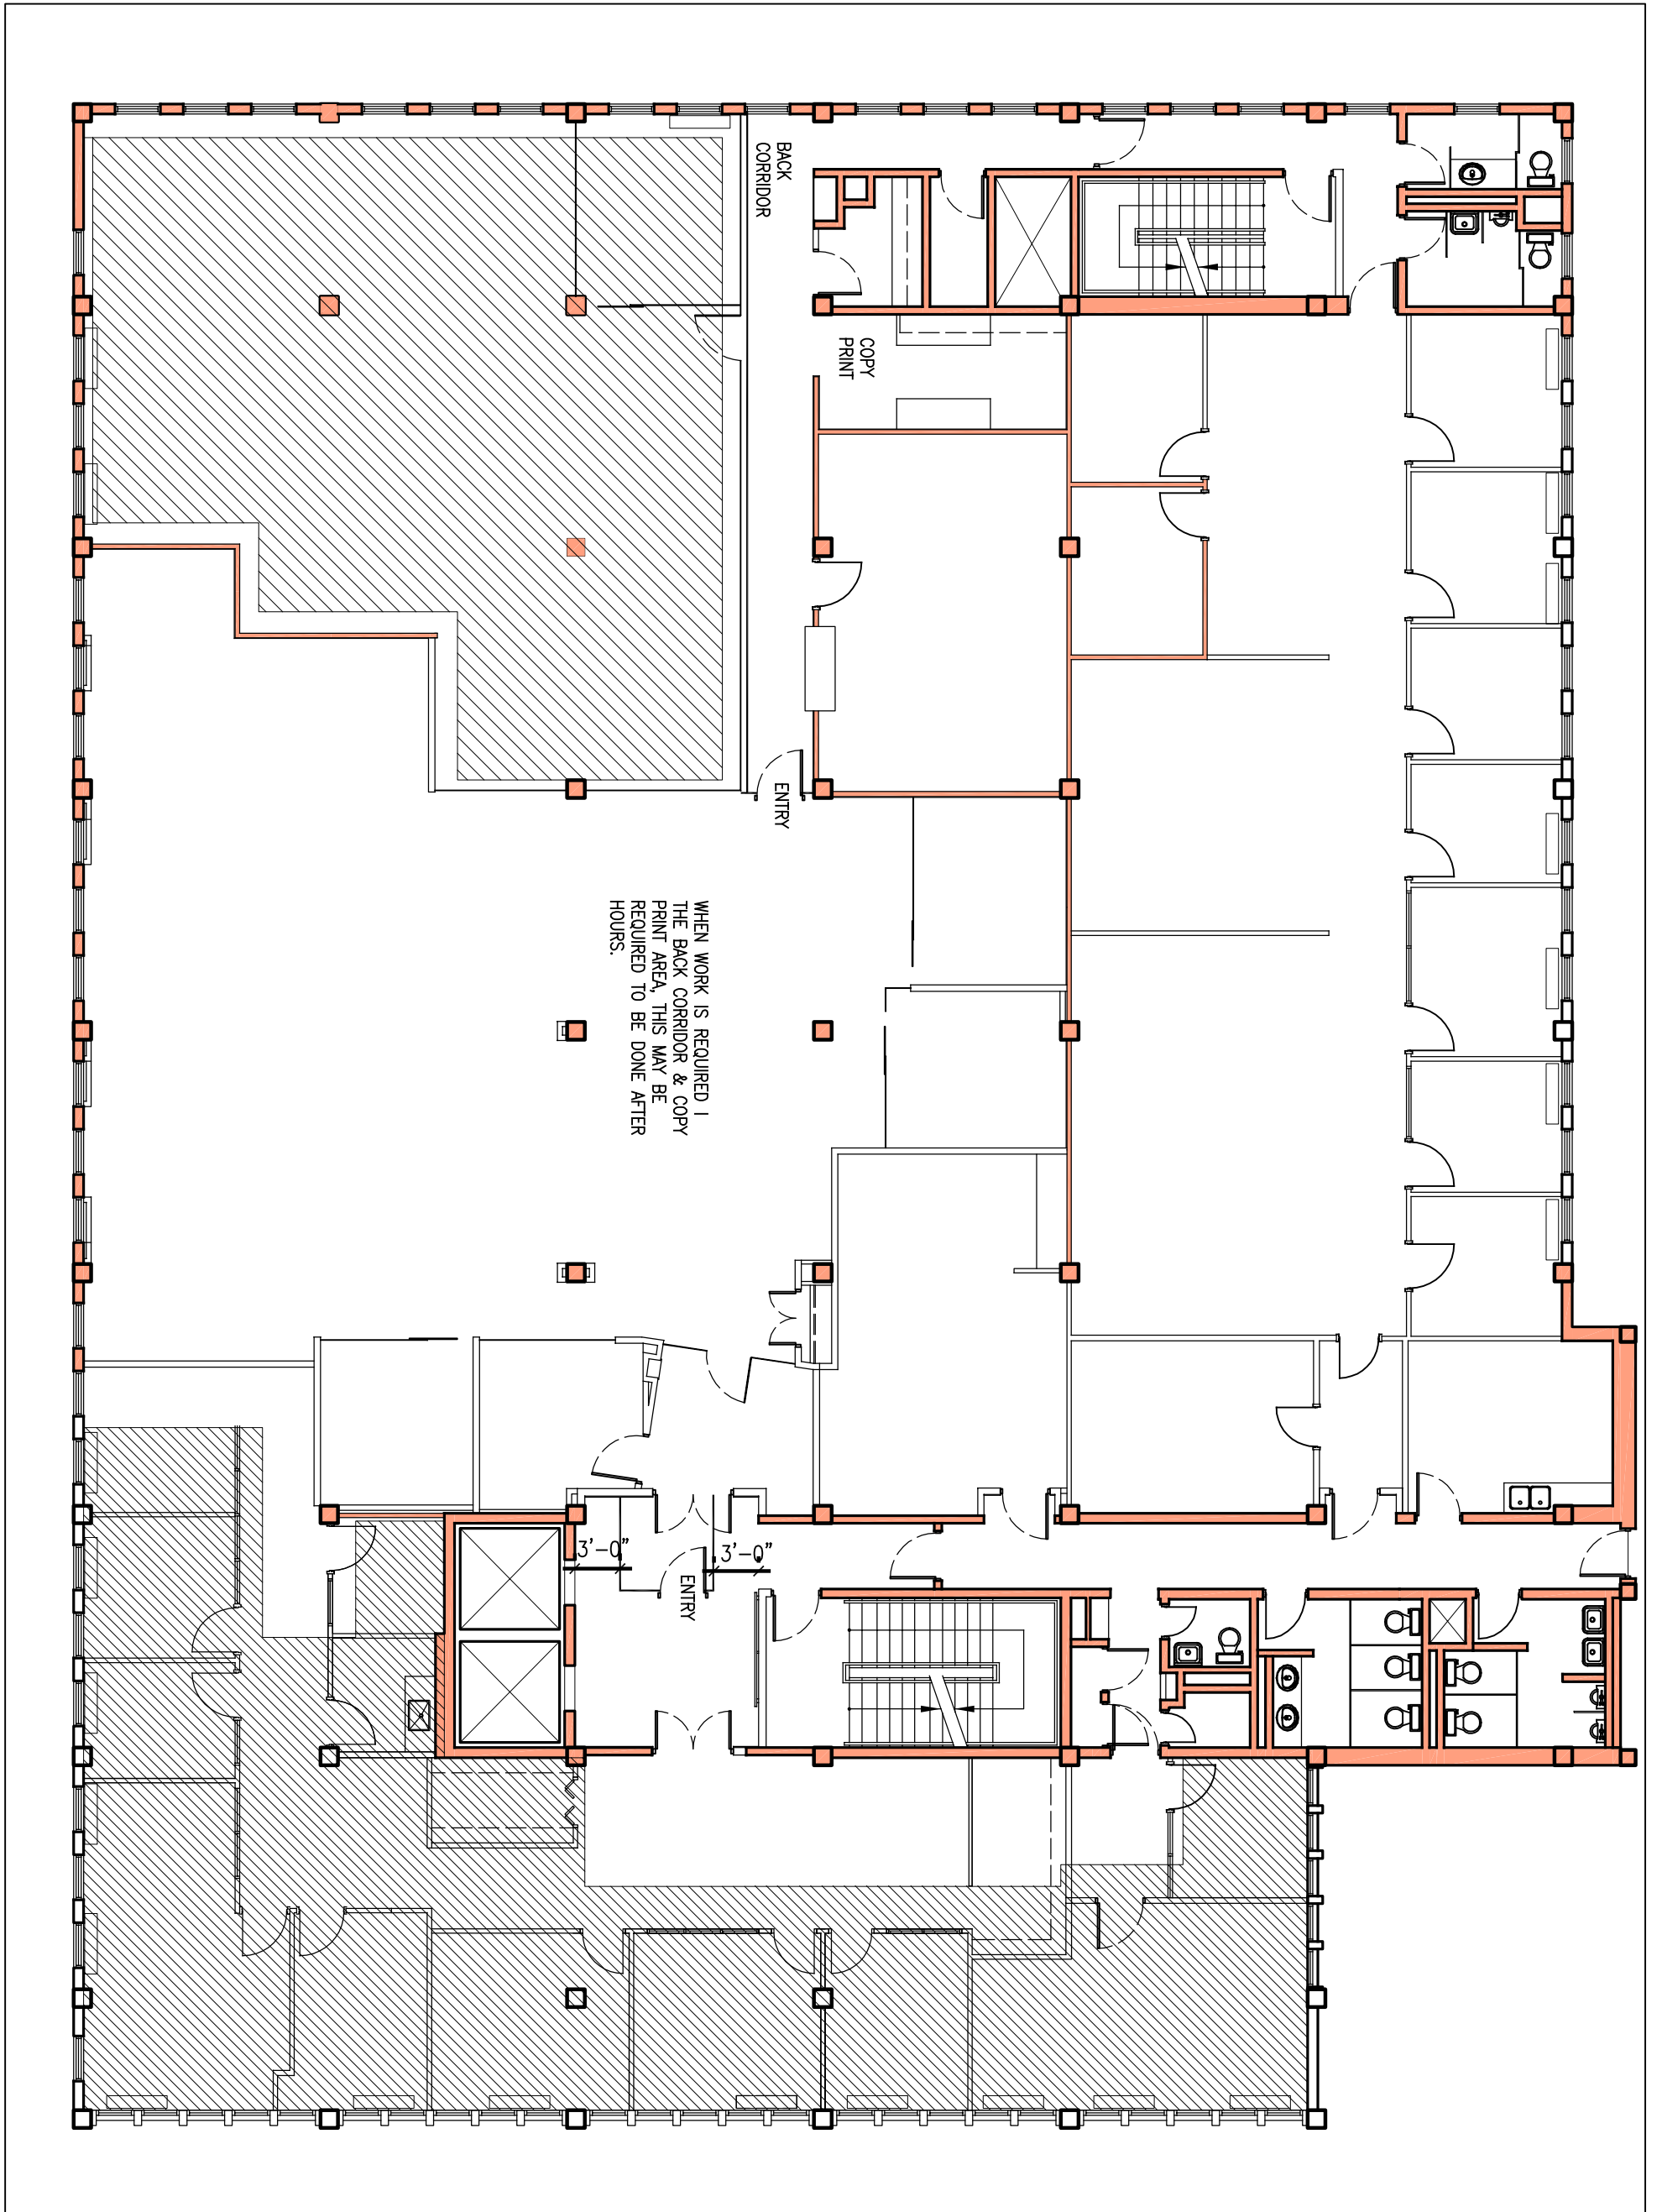 BACK
CORRIDOR
COPY
PRINT
ENTRY
WHEN WORK IS REQUIRED I
THE BACK CORRIDOR & COPY
PRINT AREA, THIS MAY BE
REQUIRED TO BE DONE AFTER
HOURS.
3'-0"
3'-0"
ENTRY